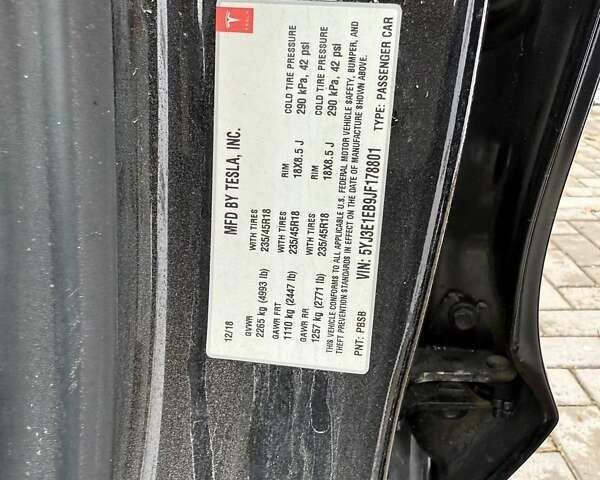 TESLA
12/18 MFD BY TESLA, INC.
GVWR
2265 kg (4993 lb) WITH TIRES 235/45R18 RIM 18X8.5 J COLD TIRE PRESSURE 290 kPa, 42 psi
GAWR FRT
1110 kg (2447 lb) WITH TIRES 235/45R18 RIM 18X8.5 J COLD TIRE PRESSURE 290 kPa, 42 psi
GAWR RR
1257 kg (2771 lb) WITH TIRES 235/45R18
THIS VEHICLE CONFORMS TO ALL APPLICABLE U.S. FEDERAL MOTOR VEHICLE SAFETY, BUMPER, AND
THEFT PREVENTION STANDARDS IN EFFECT ON THE DATE OF MANUFACTURE SHOWN ABOVE.
PNT: PBSB VIN: 5YJ3E1EB9JF178801 TYPE: PASSENGER CAR